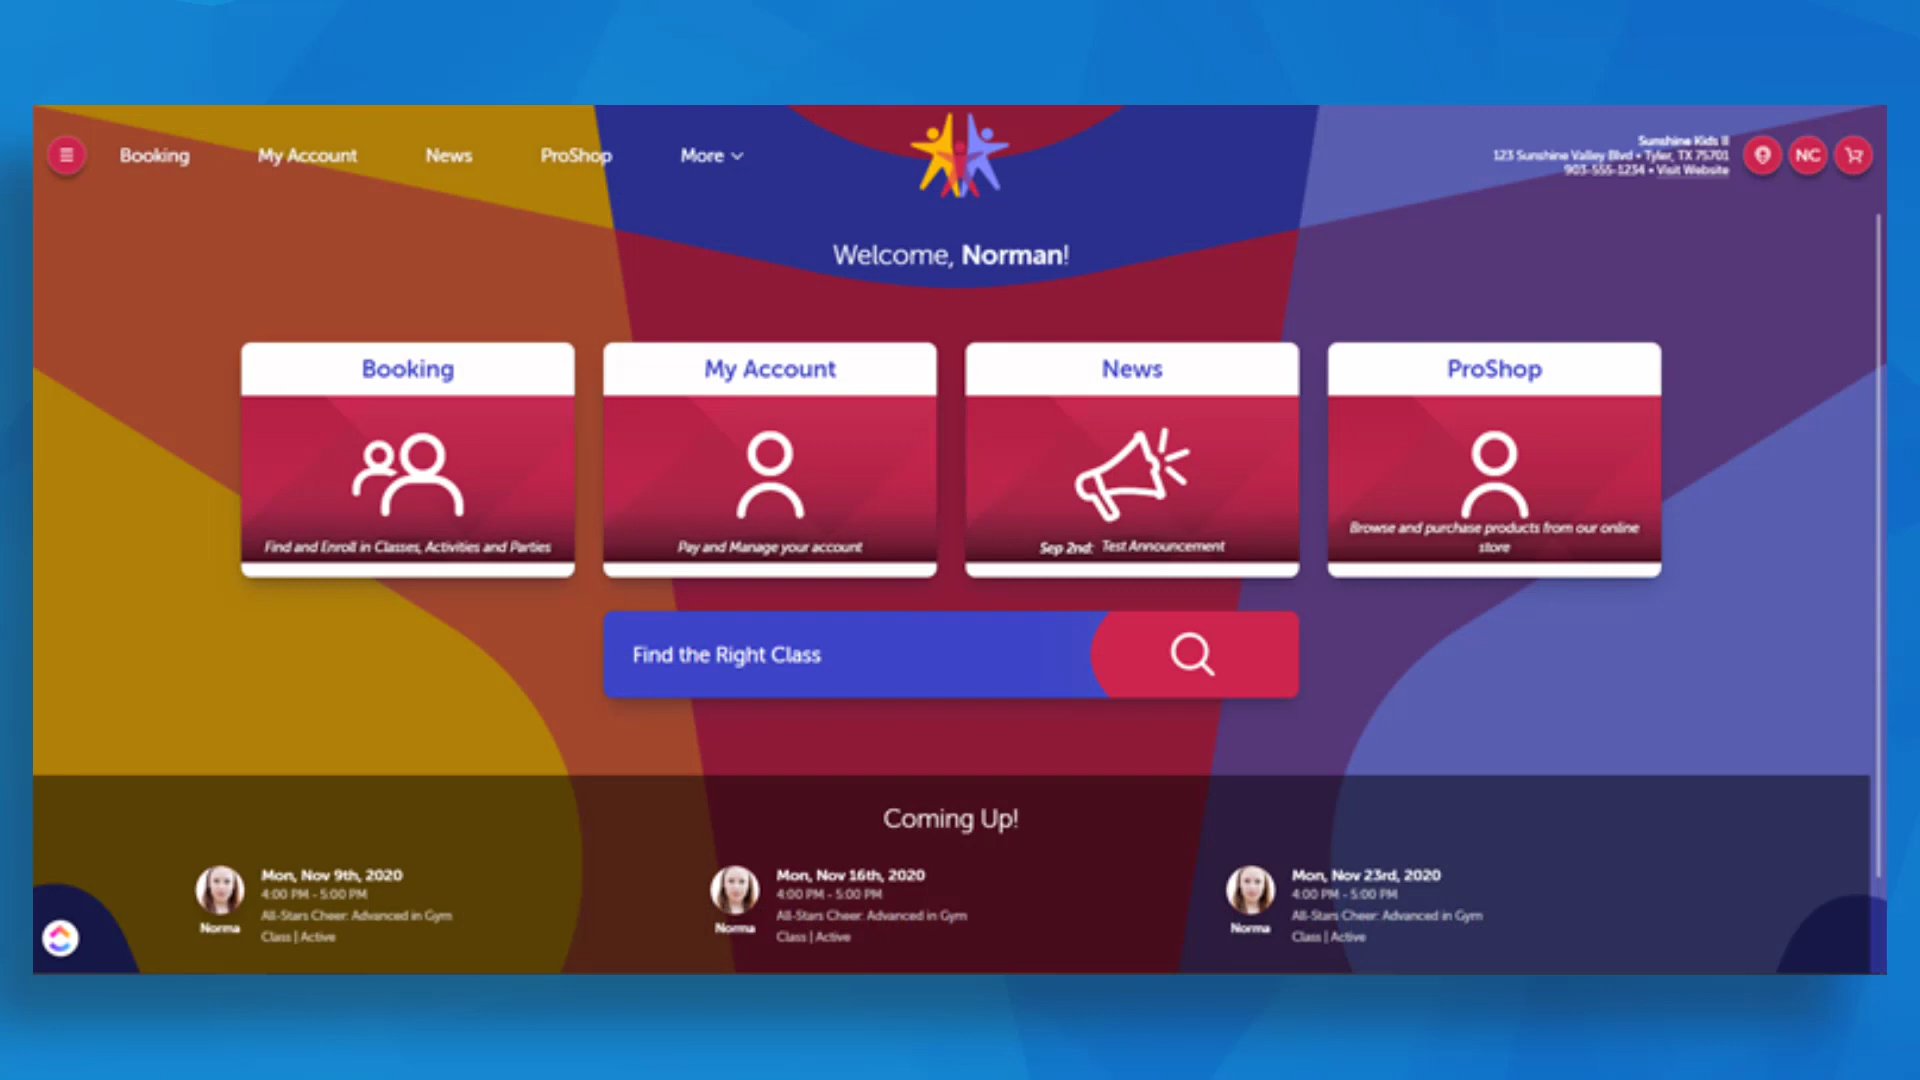 Booking
My Account
News
ProShop
More
Sunshine Kids II
123 Sunshine Valley Blvd • Tyler, TX 75701
903-555-1234 • Visit Website
NC
Welcome, Norman!
Booking
Find and Enroll in Classes, Activities and Parties
My Account
Pay and Manage your account
News
Sep 2nd: Test Announcement
ProShop
Browse and purchase products from our online
store
Find the Right Class
Coming Up!
Norma
Mon, Nov 9th, 2020
4:00 PM - 5:00 PM
All-Stars Cheer: Advanced in Gym
Class | Active
Norma
Mon, Nov 16th, 2020
4:00 PM - 5:00 PM
All-Stars Cheer: Advanced in Gym
Class | Active
Norma
Mon, Nov 23rd, 2020
4:00 PM - 5:00 PM
All-Stars Cheer: Advanced in Gym
Class | Active